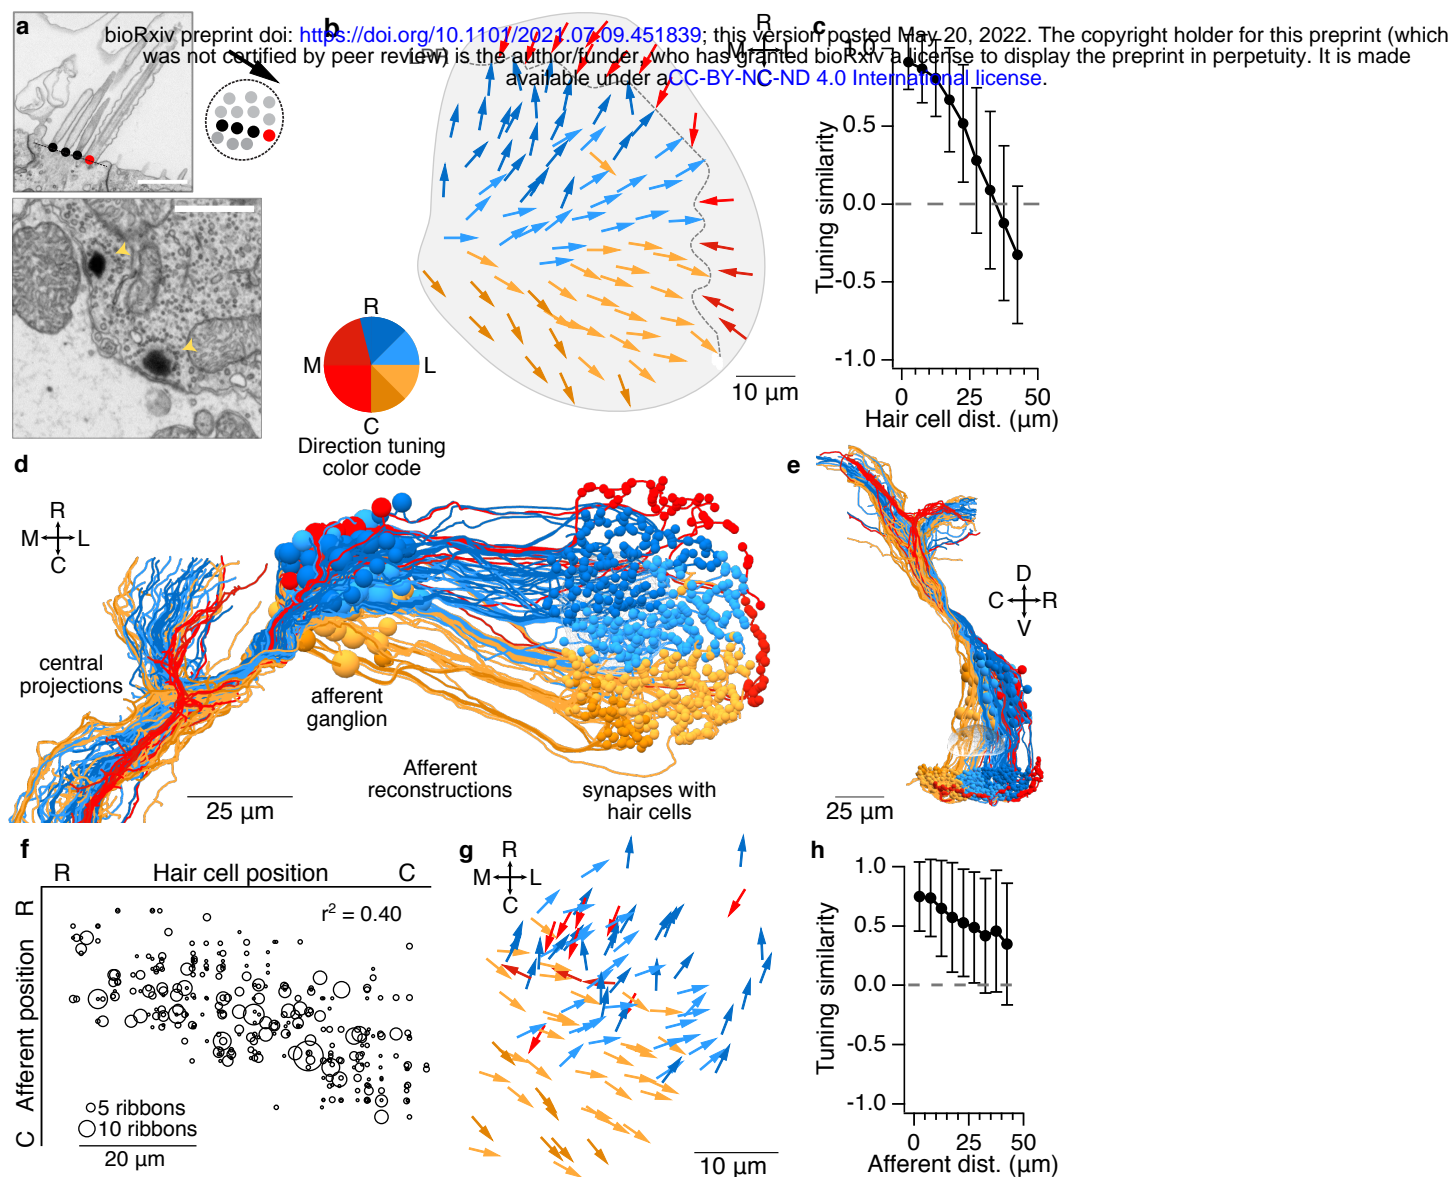 bioRxiv preprint doi: https://doi.org/10.1101/2021.07.09.451839; this version posted May 20, 2022. The copyright holder for this preprint (which
was not certified by peer review) is the author/funder, who has granted bioRxiv a license to display the preprint in perpetuity. It is made
available under aCC-BY-NC-ND 4.0 International license.
a
b
R
M L
C
R
M L
C
Direction tuning
color code
10 µm
c
Tuning similarity
1.0
0.5
0.0
-0.5
-1.0
0 25 50
Hair cell dist. (µm)
d
R
M L
C
central
projections
afferent
ganglion
Afferent
reconstructions
synapses with
hair cells
25 µm
e
D
C R
V
25 µm
f
R Hair cell position C
R
Afferent position
C
r² = 0.40
5 ribbons
10 ribbons
20 µm
g
R
M L
C
10 µm
h
Tuning similarity
1.0
0.5
0.0
-0.5
-1.0
0 25 50
Afferent dist. (µm)